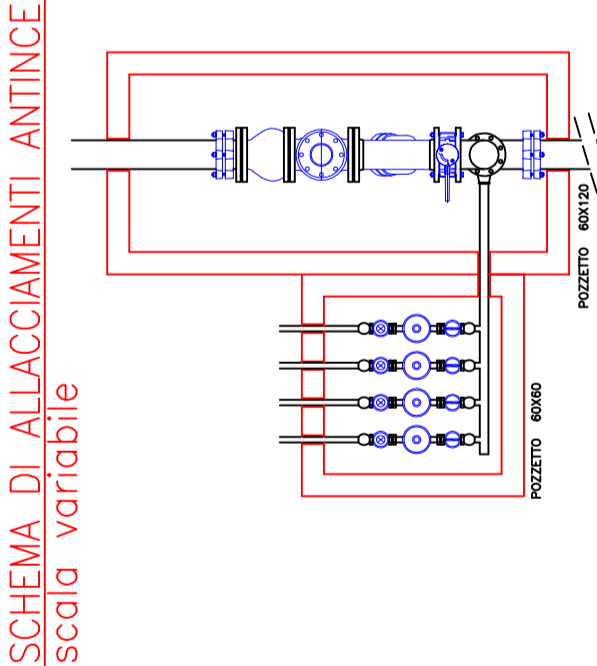 SCHEMA DI ALLACCIAMENTI ANTINCE
scala variabile
POZZETTO 60X60
POZZETTO 60X120